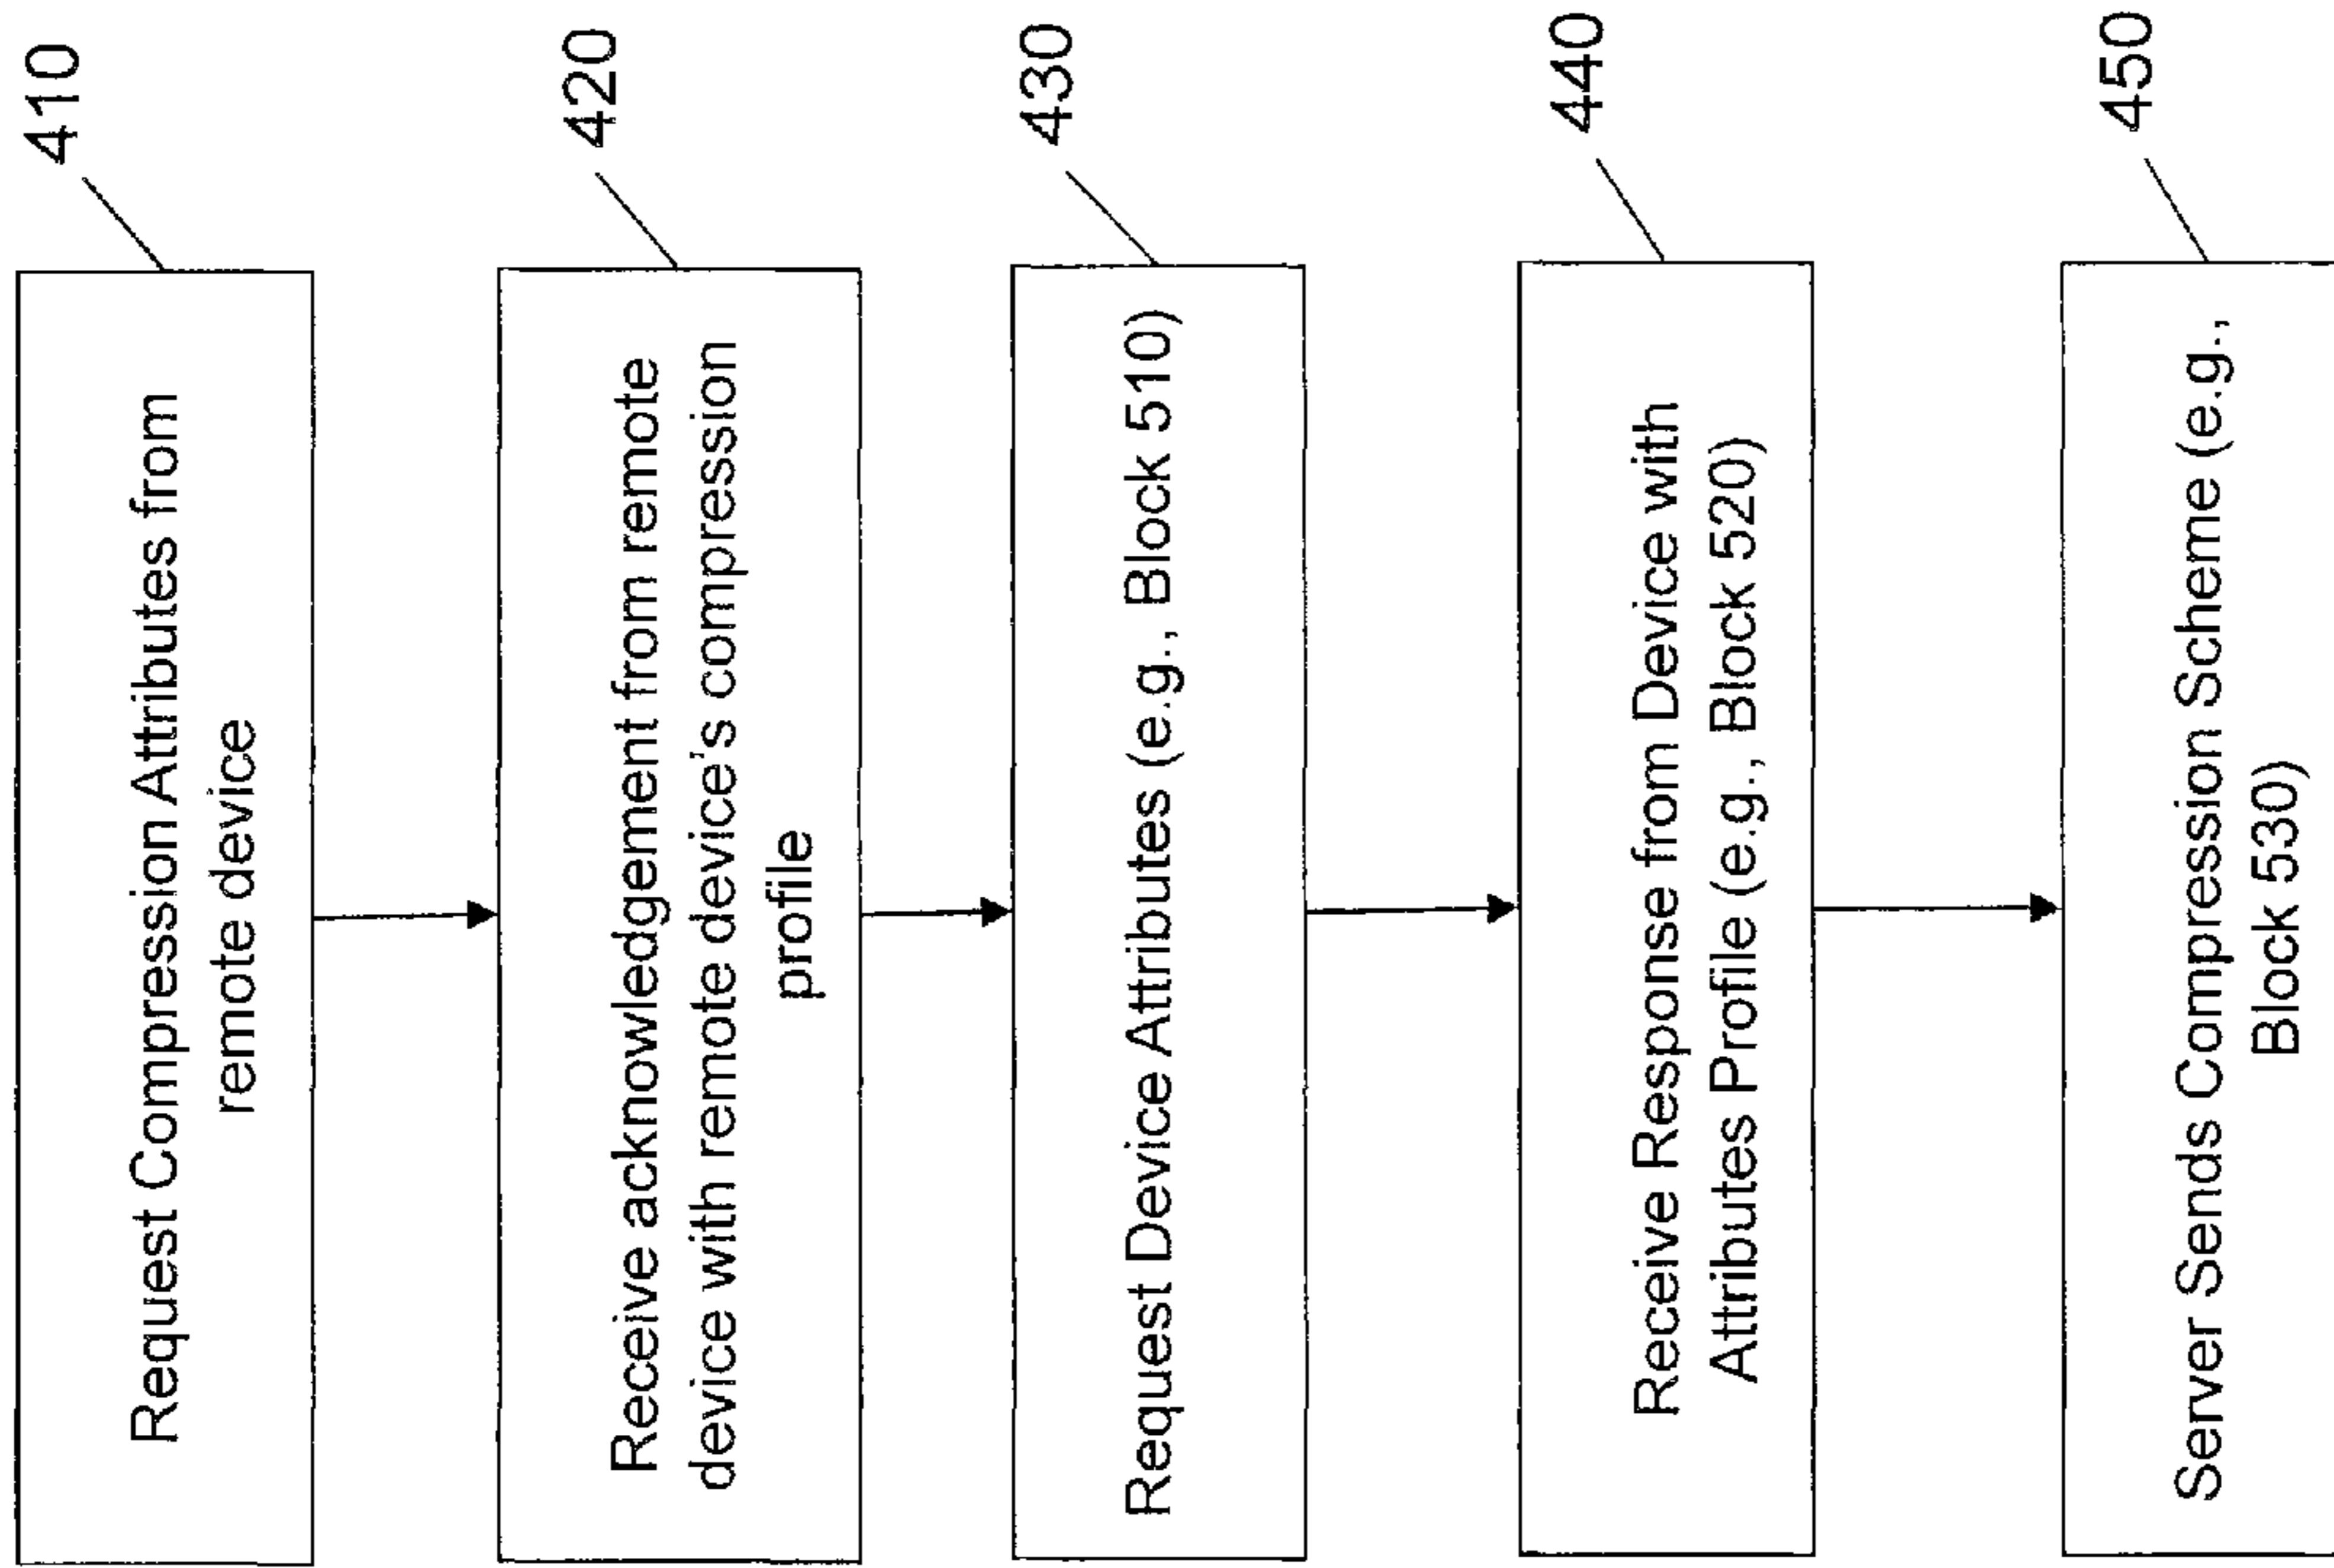 410
Request Compression Attributes from
remote device
420
Receive acknowledgement from remote
device with remote device's compression
profile
430
Request Device Attributes (e.g., Block 510)
440
Receive Response from Device with
Attributes Profile (e.g., Block 520)
450
Server Sends Compression Scheme (e.g.,
Block 530)